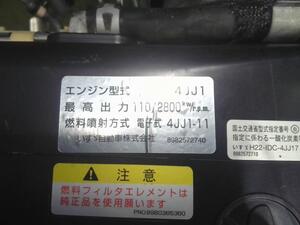 エンジン型式 4JJ1
最高出力 110/2800 kW/r.p.m.
燃料噴射方式 電子式 4JJ1-11
いすゞ自動車株式会社 8982572740
国土交通省型式指定番号
指定に係わる一酸化炭素等
いすゞ H22-IDC-4JJ17
8982572710
注意
燃料フィルタエレメントは
純正品を使用願います
PRO8980385360